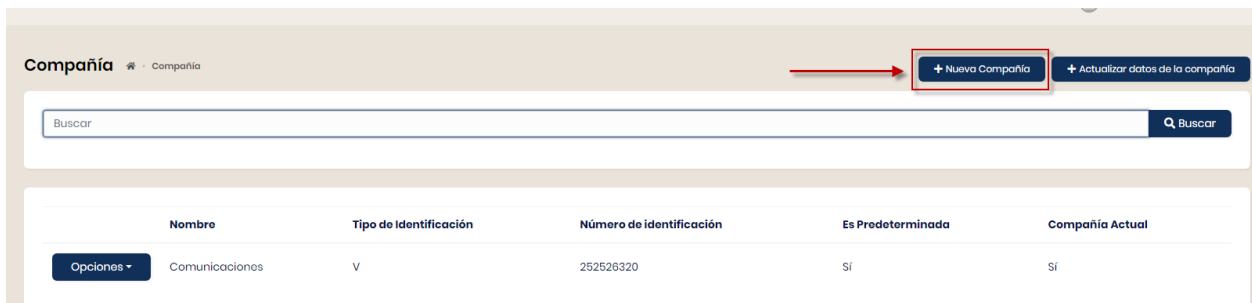 Compañía · Compañía
+ Nueva Compañía
+ Actualizar datos de la compañía
Buscar
Buscar
Nombre Tipo de Identificación Número de identificación Es Predeterminada Compañía Actual
Opciones Comunicaciones V 252526320 Sí Sí